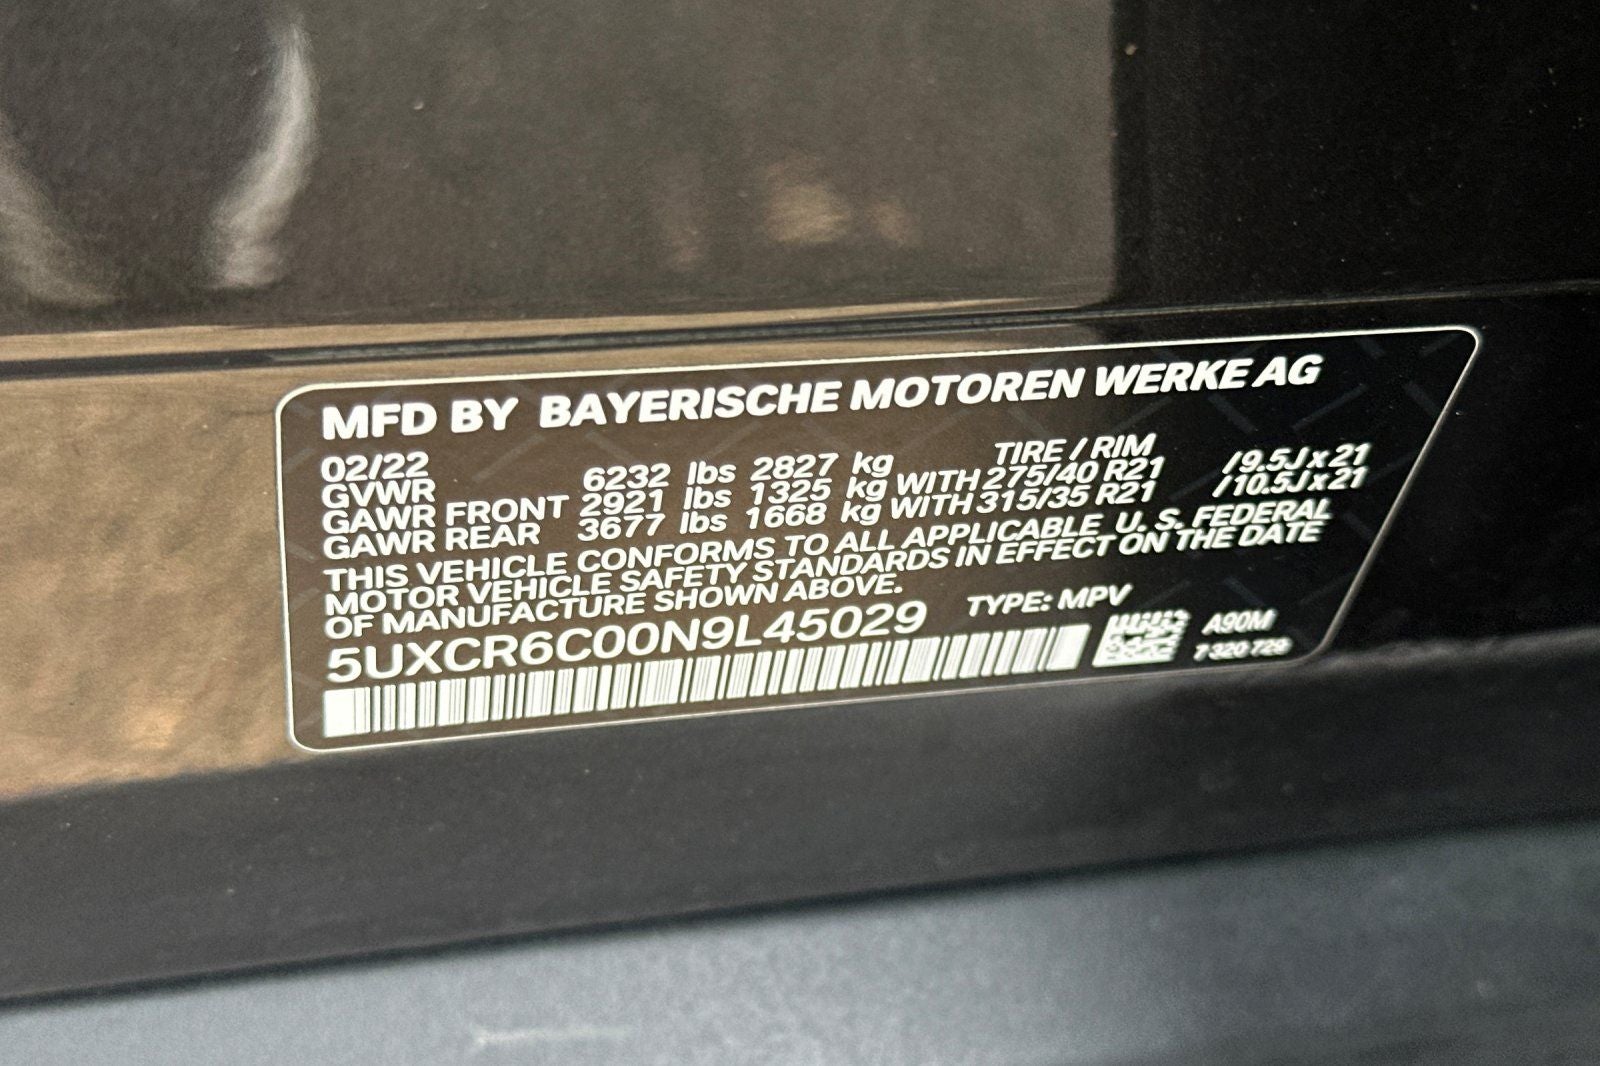 MFD BY BAYERISCHE MOTOREN WERKE AG
02/22 TIRE / RIM
GVWR 6232 lbs 2827 kg
GAWR FRONT 2921 lbs 1325 kg WITH 275/40 R21 / 9.5J x 21
GAWR REAR 3677 lbs 1668 kg WITH 315/35 R21 / 10.5J x 21
THIS VEHICLE CONFORMS TO ALL APPLICABLE U. S. FEDERAL
MOTOR VEHICLE SAFETY STANDARDS IN EFFECT ON THE DATE
OF MANUFACTURE SHOWN ABOVE.
5UXCR6C00N9L45029 TYPE: MPV
A90M
7 320 729